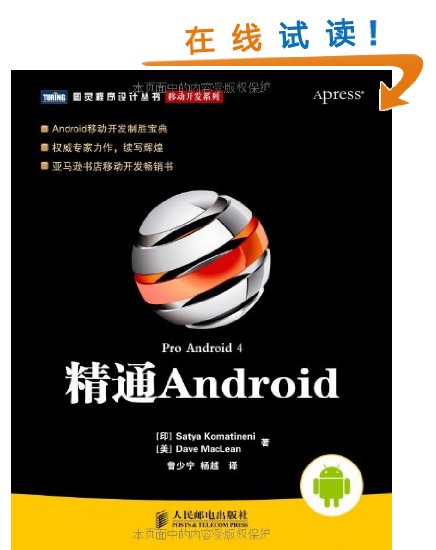 在线试读！
本页面中的内容受版权保护
TURING 图灵程序设计丛书 移动开发系列
Apress®
Android移动开发制胜宝典
权威专家力作，续写辉煌
亚马逊书店移动开发畅销书
Pro Android 4
精通Android
[印] Satya Komatineni
[美] Dave MacLean 著
曾少宁 杨越 译
人民邮电出版社
POSTS & TELECOM PRESS
本页面中的内容受版权保护